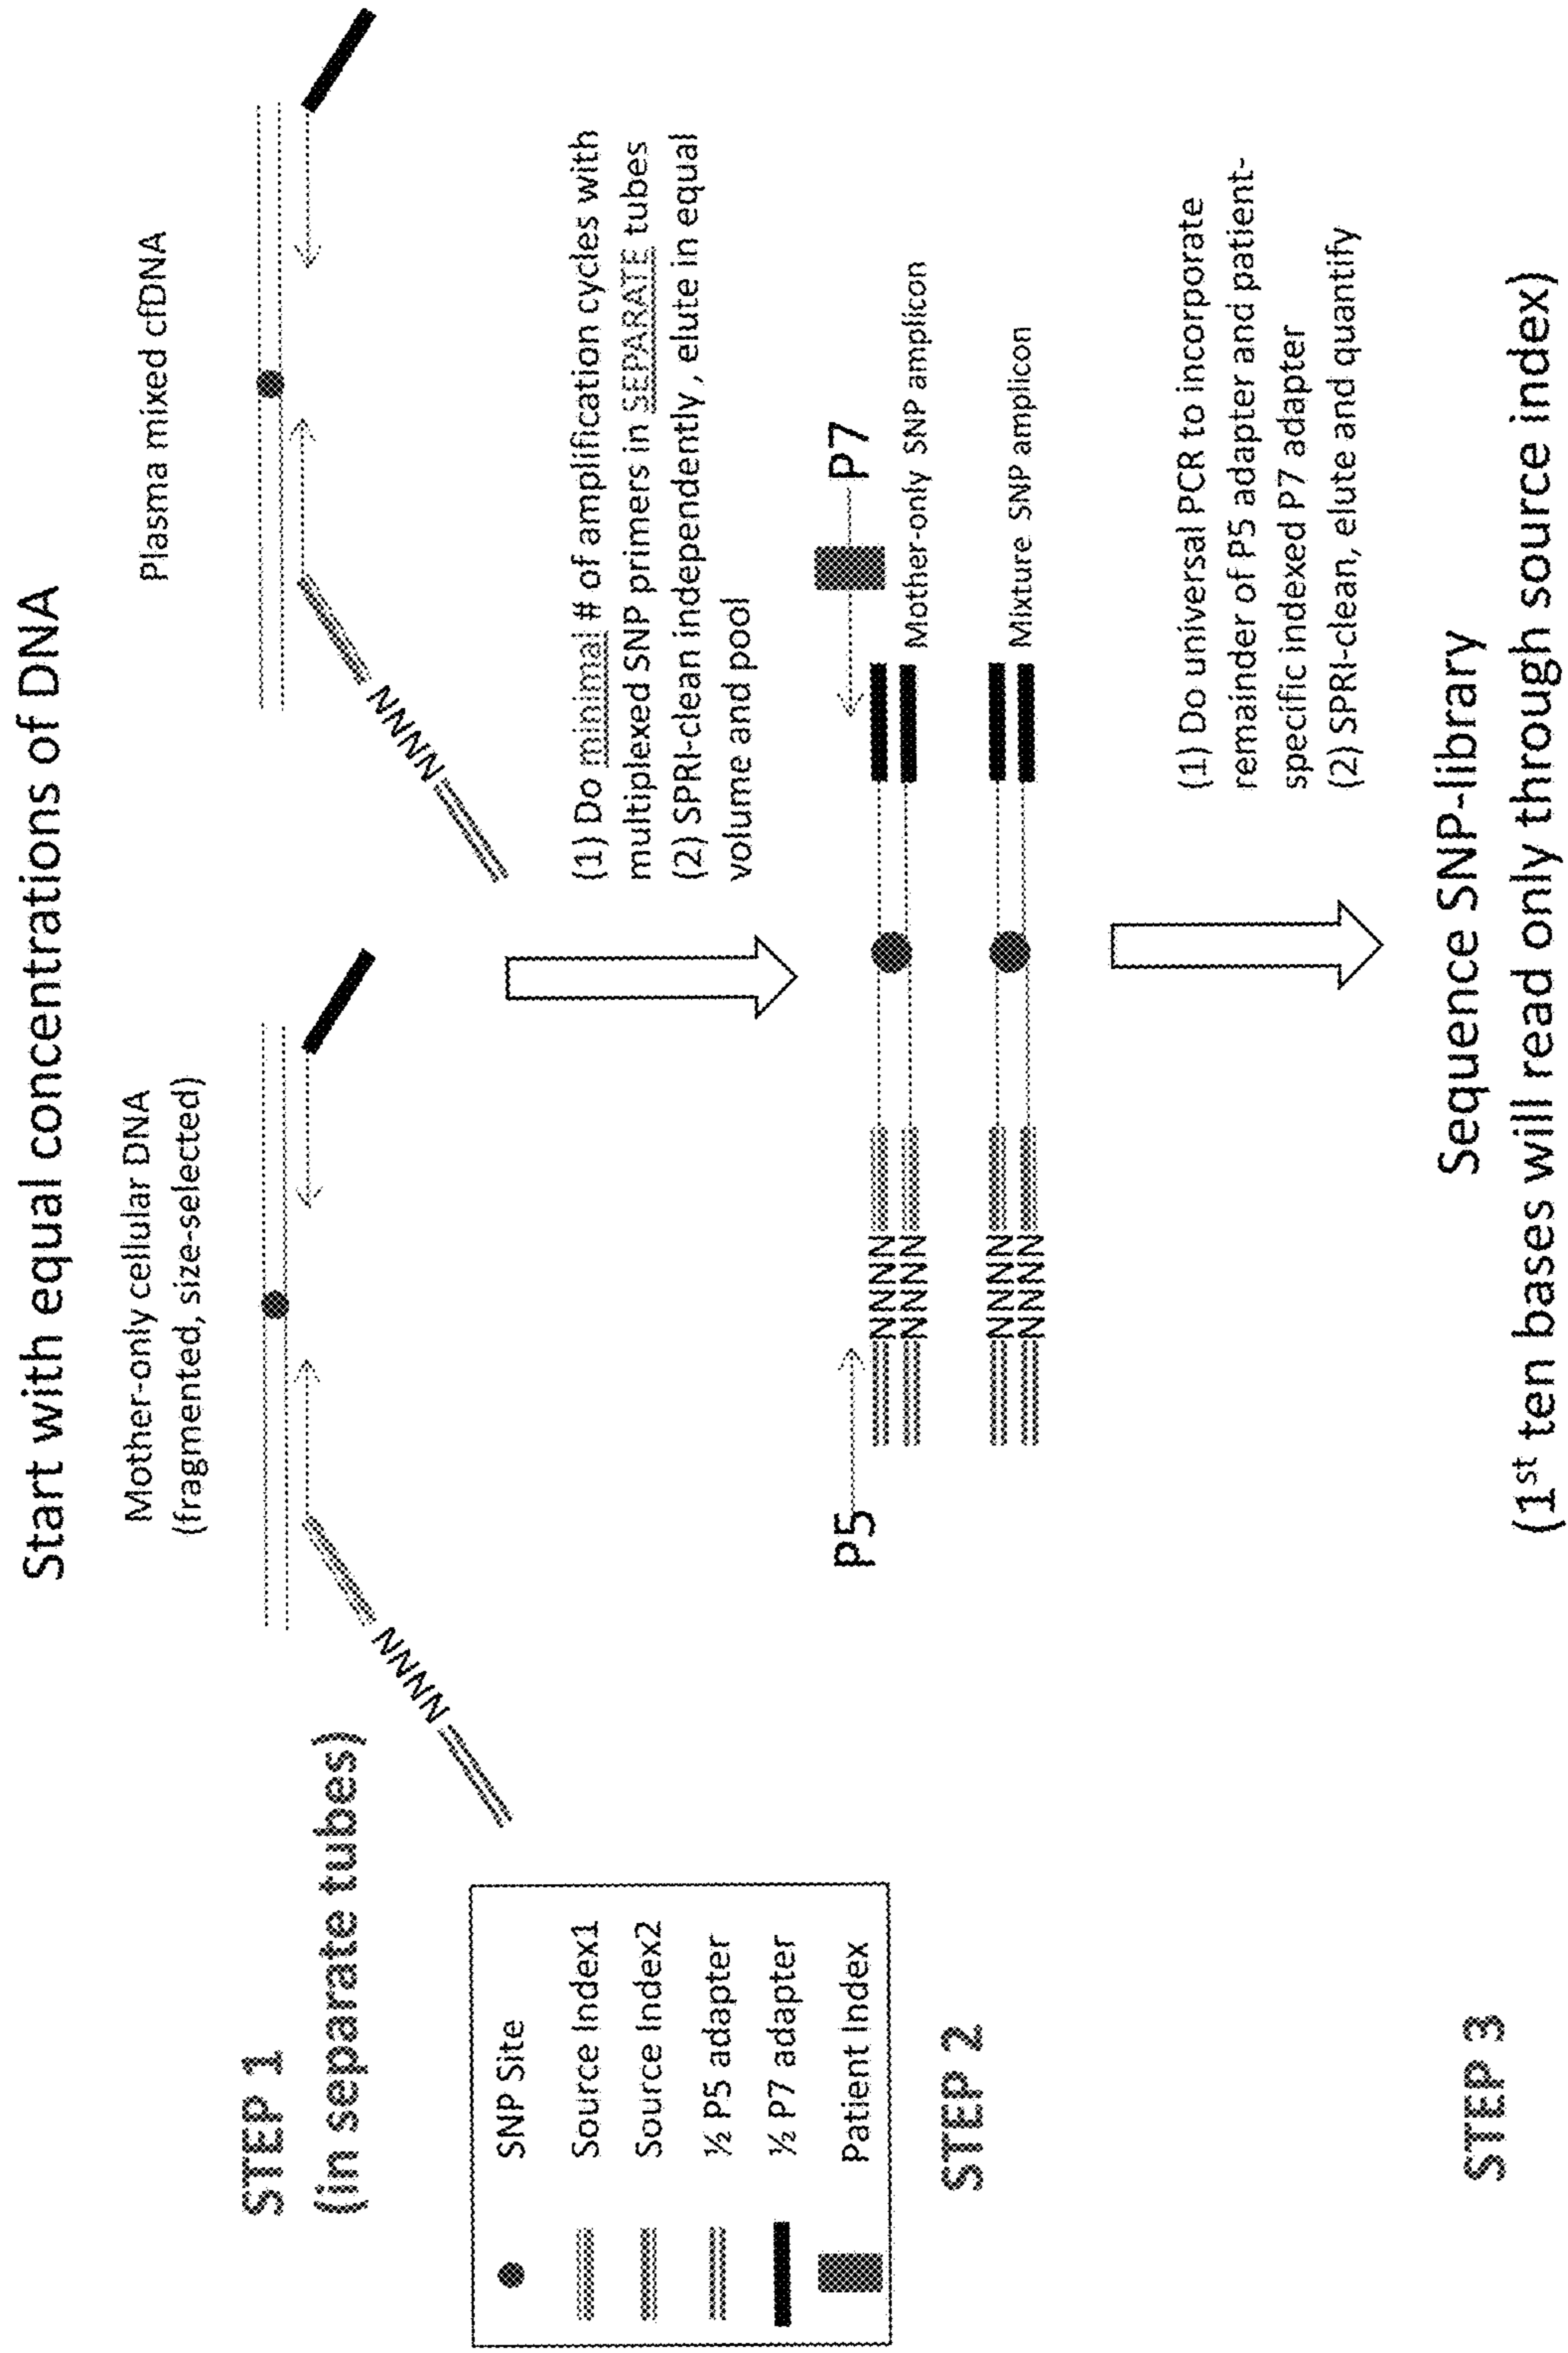 Start with equal concentrations of DNA
STEP 1
(in separate tubes)
Mother-only cellular DNA
(fragmented, size-selected)
Plasma mixed cfDNA
NNNN
NNNN
SNP Site
Source Index1
Source Index2
½ P5 adapter
½ P7 adapter
Patient Index
(1) Do minimal # of amplification cycles with
multiplexed SNP primers in SEPARATE tubes
(2) SPRI-clean independently , elute in equal
volume and pool
STEP 2
P5
P7
NNNN
NNNN
Mother-only SNP amplicon
NNNN
NNNN
Mixture SNP amplicon
(1) Do universal PCR to incorporate
remainder of P5 adapter and patient-
specific indexed P7 adapter
(2) SPRI-clean, elute and quantify
STEP 3
Sequence SNP-library
(1st ten bases will read only through source index)